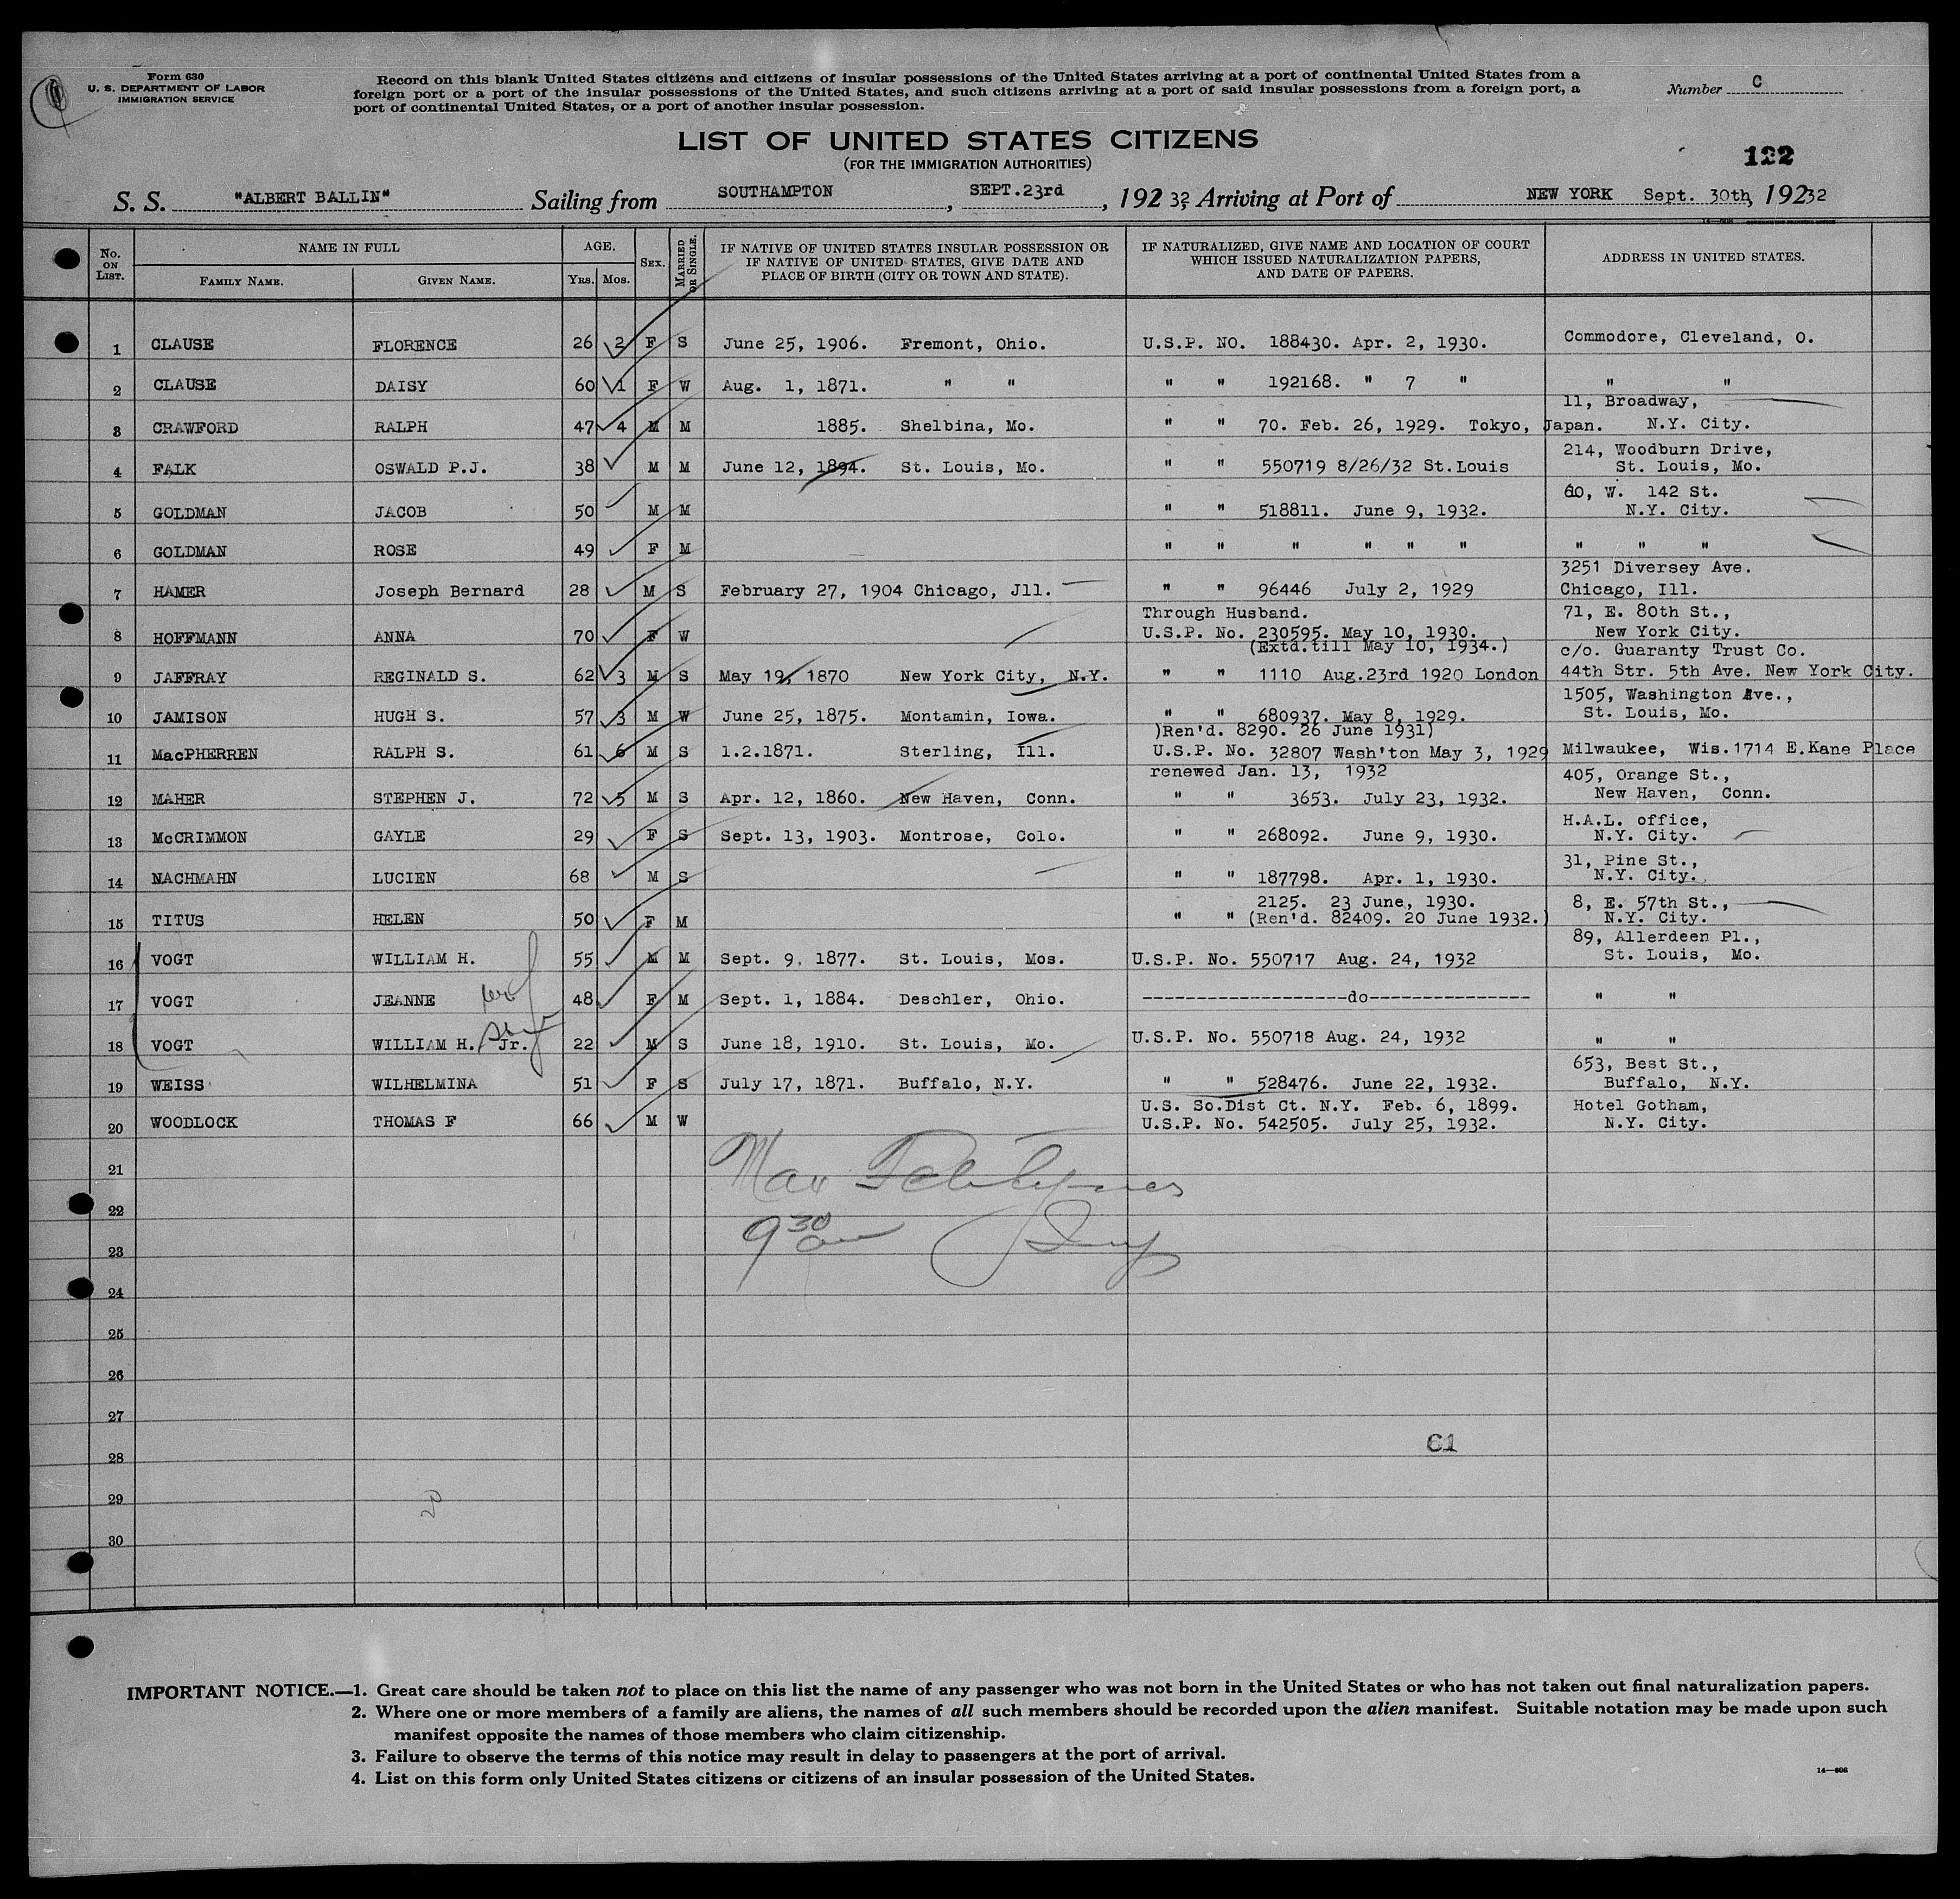 Form 630
U. S. DEPARTMENT OF LABOR
IMMIGRATION SERVICE
Record on this blank United States citizens and citizens of insular possessions of the United States arriving at a port of continental United States from a
foreign port or a port of the insular possessions of the United States, and such citizens arriving at a port of said insular possessions from a foreign port, a
port of continental United States, or a port of another insular possession.
Number C
LIST OF UNITED STATES CITIZENS
(FOR THE IMMIGRATION AUTHORITIES)
122
S. S. "ALBERT BALLIN" Sailing from SOUTHAMPTON, SEPT.23rd, 192 32, Arriving at Port of NEW YORK Sept. 30th, 19232
No. ON LIST.
NAME IN FULL
FAMILY NAME. GIVEN NAME.
AGE.
YRS. MOS.
SEX.
MARRIED OR SINGLE.
IF NATIVE OF UNITED STATES INSULAR POSSESSION OR
IF NATIVE OF UNITED STATES, GIVE DATE AND
PLACE OF BIRTH (CITY OR TOWN AND STATE).
IF NATURALIZED, GIVE NAME AND LOCATION OF COURT
WHICH ISSUED NATURALIZATION PAPERS,
AND DATE OF PAPERS.
ADDRESS IN UNITED STATES.
1 CLAUSE FLORENCE 26 2 F S June 25, 1906. Fremont, Ohio. U.S.P. NO. 188430. Apr. 2, 1930. Commodore, Cleveland, O.
2 CLAUSE DAISY 60 1 F W Aug. 1, 1871. " " " " 192168. " 7 " " "
11, Broadway,
3 CRAWFORD RALPH 47 4 M M 1885. Shelbina, Mo. " " 70. Feb. 26, 1929. Tokyo, Japan. N.Y. City.
214, Woodburn Drive,
4 FALK OSWALD P.J. 38 M M June 12, 1894. St. Louis, Mo. " " 550719 8/26/32 St.Louis St. Louis, Mo.
60, W. 142 St.
5 GOLDMAN JACOB 50 M M " " 518811. June 9, 1932. N.Y. City.
6 GOLDMAN ROSE 49 F M " " " " " " " " "
3251 Diversey Ave.
7 HAMER Joseph Bernard 28 M S February 27, 1904 Chicago, Jll. " " 96446 July 2, 1929 Chicago, Ill.
Through Husband. 71, E. 80th St.,
8 HOFFMANN ANNA 70 F W U.S.P. No. 230595. May 10, 1930. New York City.
(Extd.till May 10, 1934.) c/o. Guaranty Trust Co.
9 JAFFRAY REGINALD S. 62 3 M S May 19, 1870 New York City, N.Y. " " 1110 Aug.23rd 1920 London 44th Str. 5th Ave. New York City.
1505, Washington Ave.,
10 JAMISON HUGH S. 57 3 M W June 25, 1875. Montamin, Iowa. " " 680937. May 8, 1929. St. Louis, Mo.
)Ren'd. 8290. 26 June 1931)
11 MacPHERREN RALPH S. 61 6 M S 1.2.1871. Sterling, Ill. U.S.P. No. 32807 Wash'ton May 3, 1929 Milwaukee, Wis.1714 E.Kane Place
renewed Jan. 13, 1932 405, Orange St.,
12 MAHER STEPHEN J. 72 5 M S Apr. 12, 1860. New Haven, Conn. " " 3653. July 23, 1932. New Haven, Conn.
H.A.L. office,
13 McCRIMMON GAYLE 29 F S Sept. 13, 1903. Montrose, Colo. " " 268092. June 9, 1930. N.Y. City.
31, Pine St.,
14 NACHMAHN LUCIEN 68 M S " " 187798. Apr. 1, 1930. N.Y. City.
2125. 23 June, 1930. 8, E. 57th St.,
15 TITUS HELEN 50 F M " " (Ren'd. 82409. 20 June 1932.) N.Y. City.
89, Allerdeen Pl.,
16 VOGT WILLIAM H. 55 M M Sept. 9, 1877. St. Louis, Mos. U.S.P. No. 550717 Aug. 24, 1932 St. Louis, Mo.
17 VOGT JEANNE 48 F M Sept. 1, 1884. Deschler, Ohio. --------------------do---------------- " "
18 VOGT WILLIAM H. Jr. 22 M S June 18, 1910. St. Louis, Mo. U.S.P. No. 550718 Aug. 24, 1932 " "
653, Best St.,
19 WEISS WILHELMINA 51 F S July 17, 1871. Buffalo, N.Y. " " 528476. June 22, 1932. Buffalo, N.Y.
U.S. So.Dist Ct. N.Y. Feb. 6, 1899. Hotel Gotham,
20 WOODLOCK THOMAS F 66 M W U.S.P. No. 542505. July 25, 1932. N.Y. City.
21
Max
22
9 30 am
23
24
25
26
27
61
28
29
20
30
IMPORTANT NOTICE.—1. Great care should be taken not to place on this list the name of any passenger who was not born in the United States or who has not taken out final naturalization papers.
2. Where one or more members of a family are aliens, the names of all such members should be recorded upon the alien manifest. Suitable notation may be made upon such
manifest opposite the names of those members who claim citizenship.
3. Failure to observe the terms of this notice may result in delay to passengers at the port of arrival.
4. List on this form only United States citizens or citizens of an insular possession of the United States.
14—608